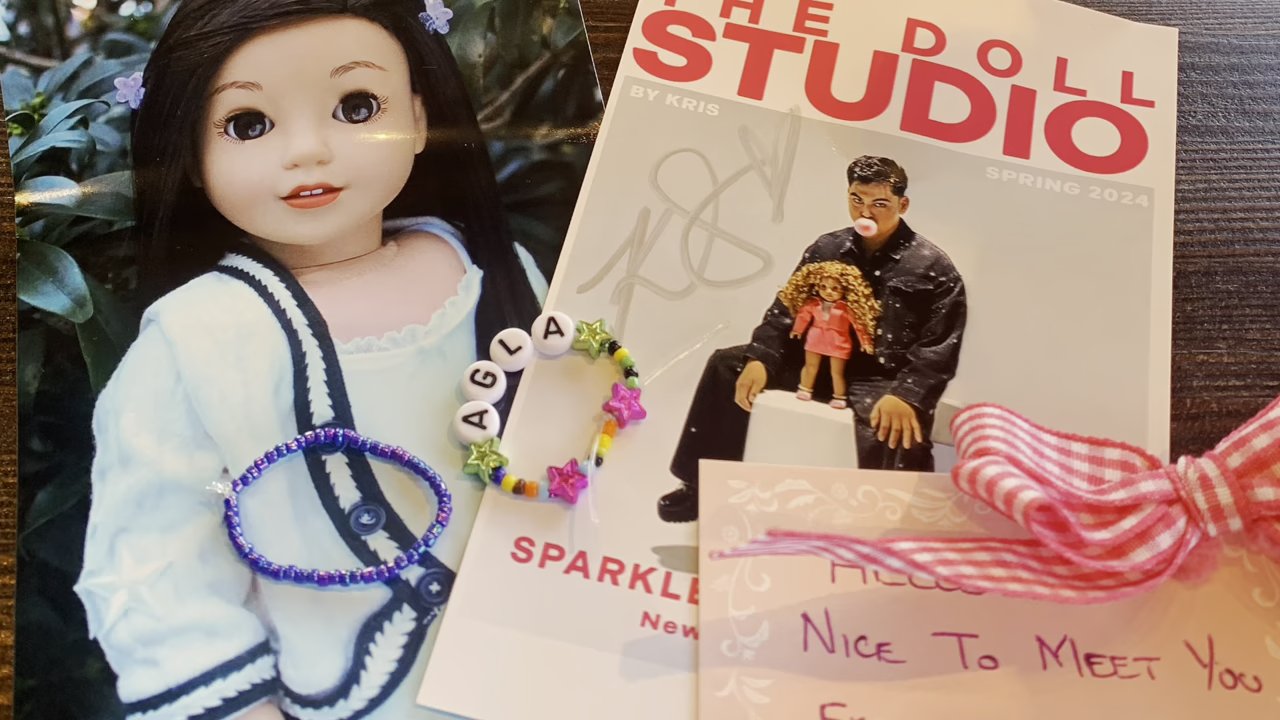 THE DOLL
STUDIO
BY KRIS
SPRING 2024
AGLA
SPARKLE
New
HELLO
NICE TO MEET YOU